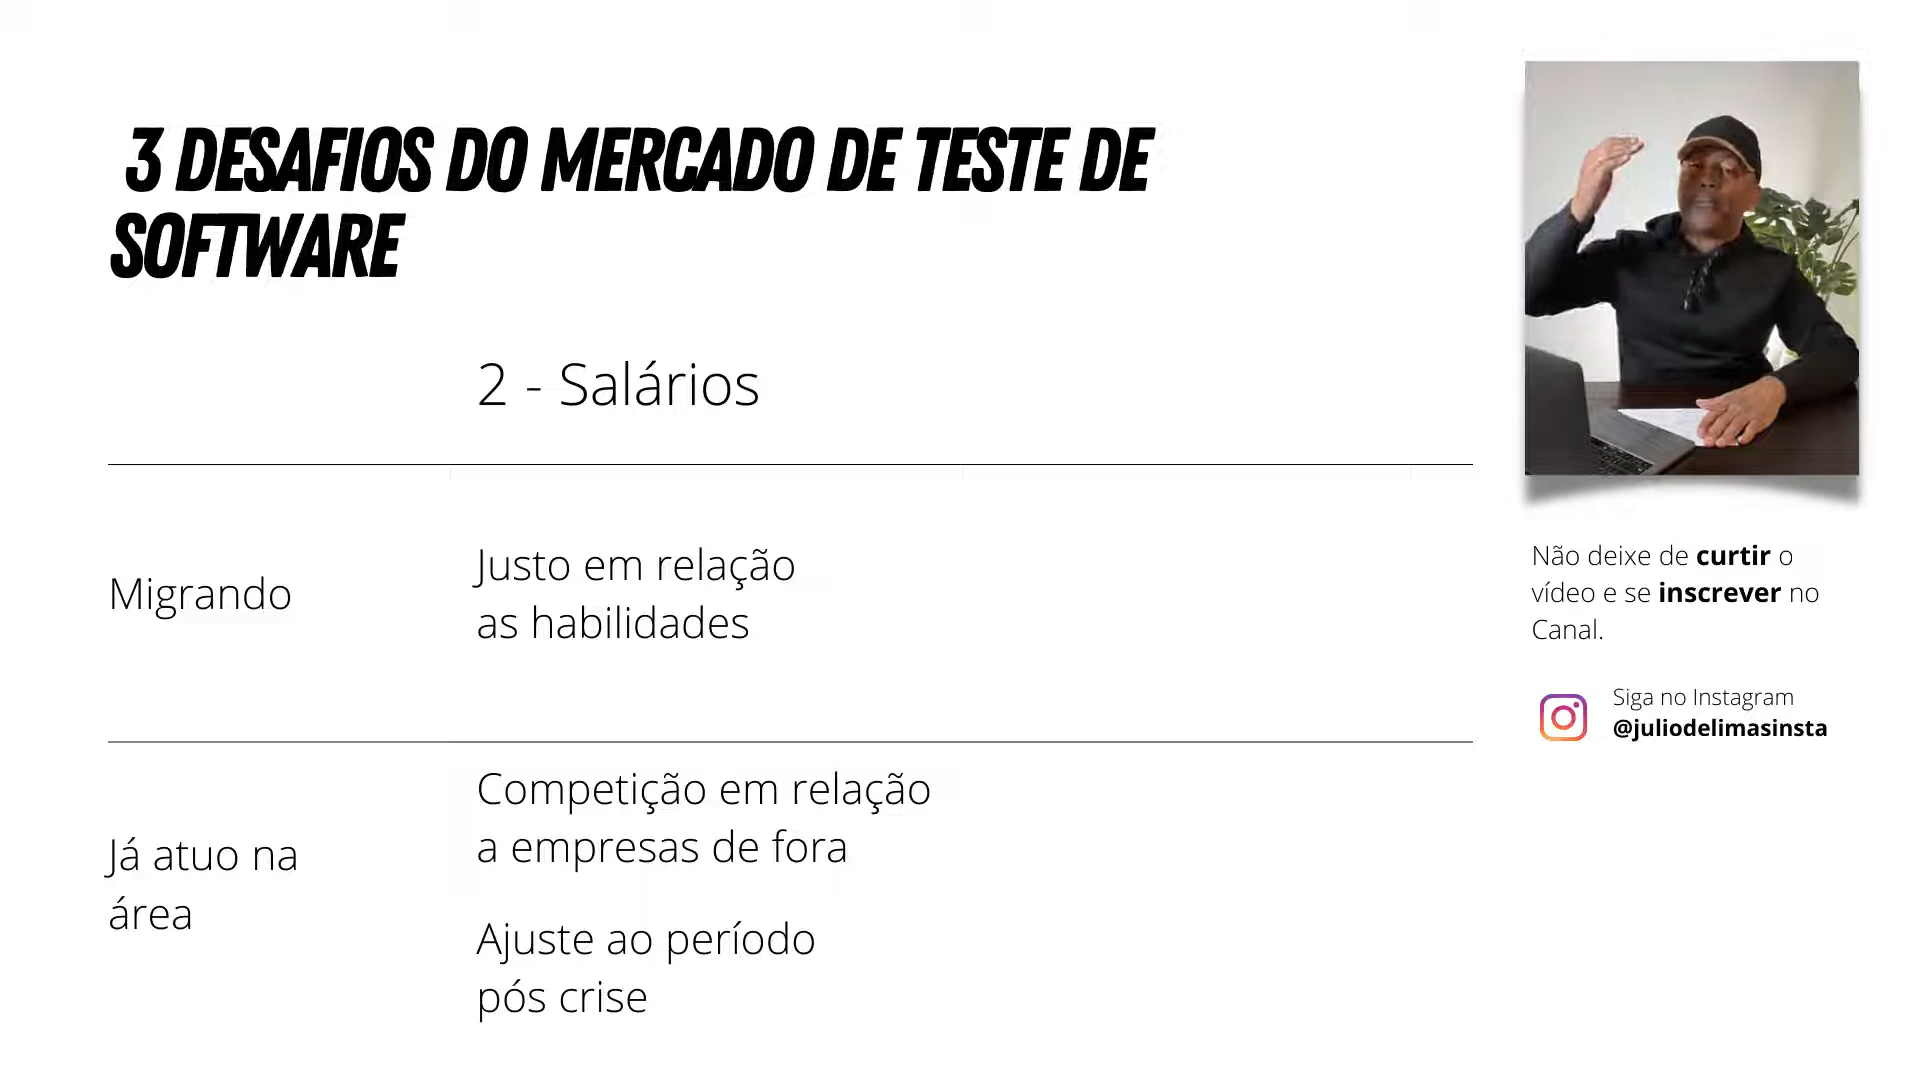 3 DESAFIOS DO MERCADO DE TESTE DE
SOFTWARE
2 - Salários
Migrando
Justo em relação
as habilidades
Já atuo na
área
Competição em relação
a empresas de fora
Ajuste ao período
pós crise
Não deixe de curtir o
vídeo e se inscrever no
Canal.
Siga no Instagram
@juliodelimasinsta